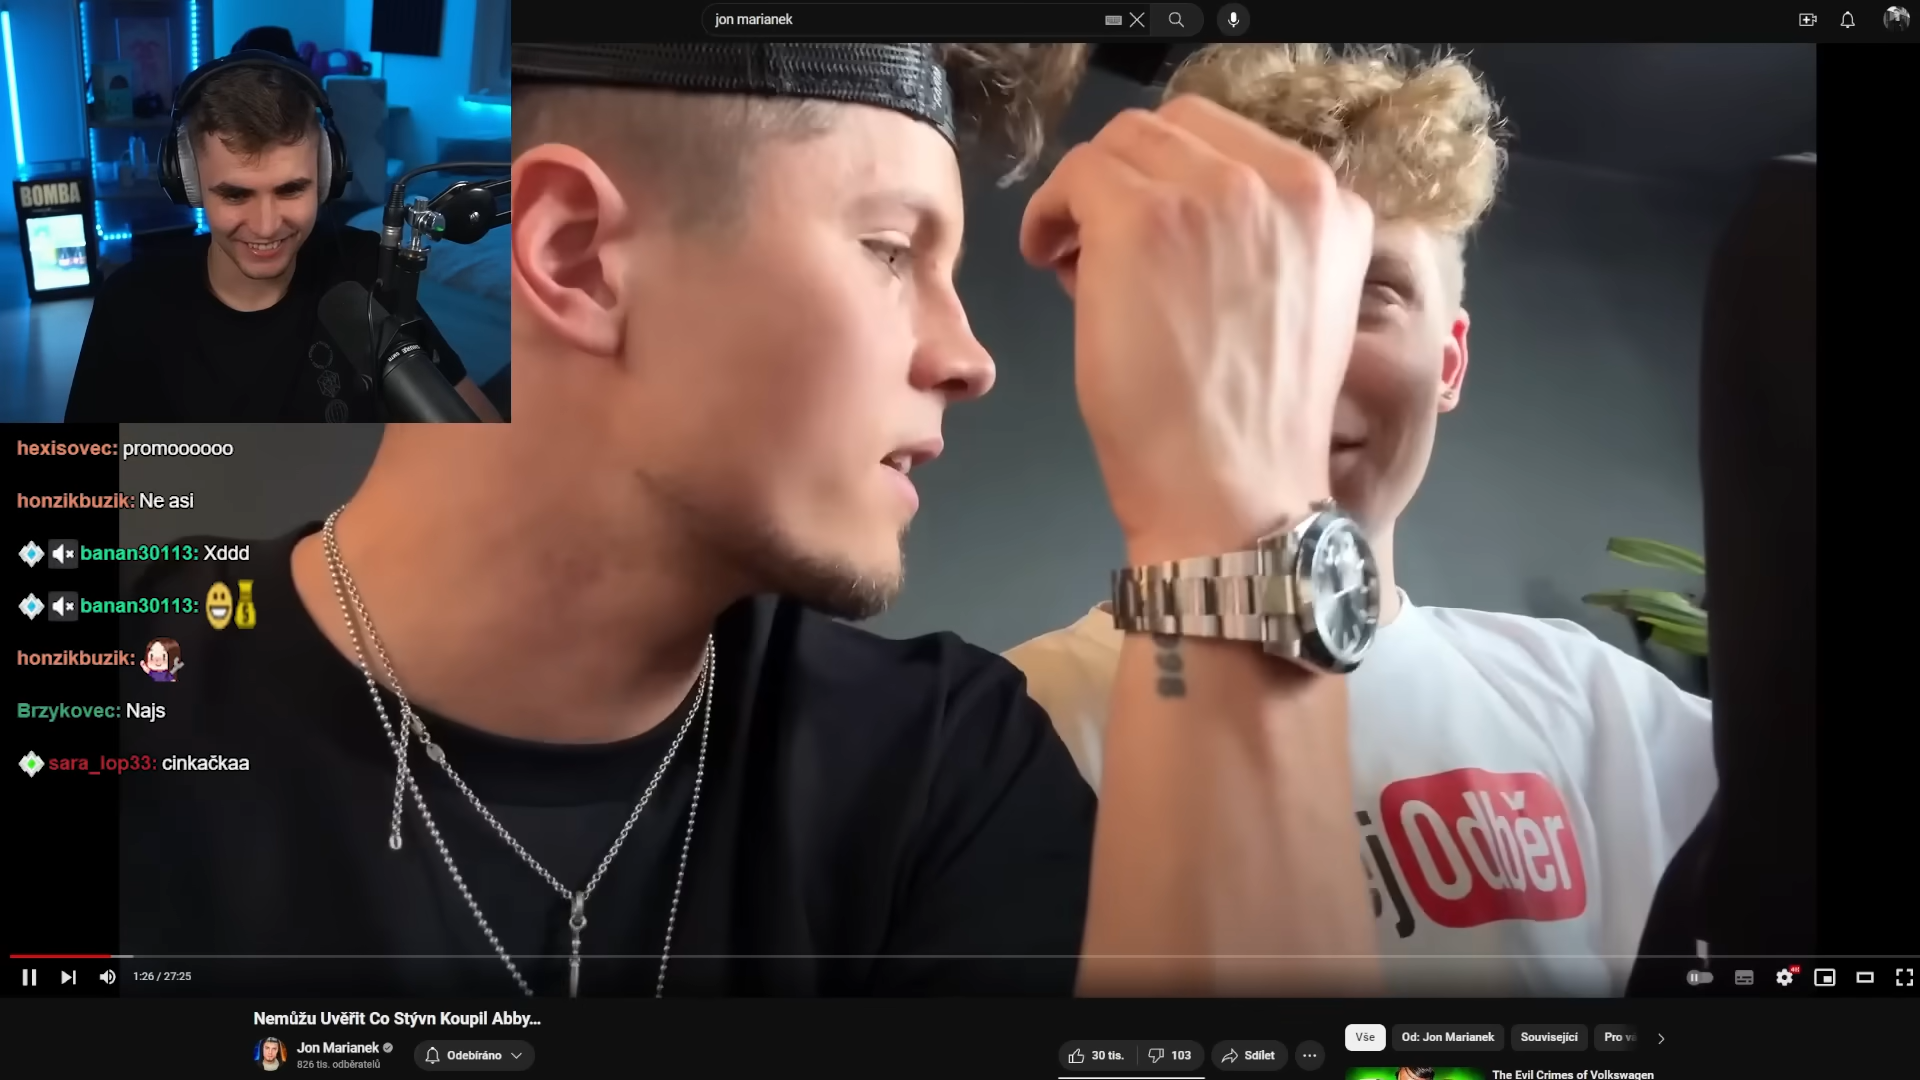 jon marianek
BOMBA
hexisovec: promoooooo
honzikbuzik: Ne asi
banan30113: Xddd
banan30113:
honzikbuzik:
Brzykovec: Najs
sara_lop33: cinkačkaa
ejOdběr
1:26 / 27:25
Nemůžu Uvěřit Co Stývn Koupil Abby...
Jon Marianek
826 tis. odběratelů
Odebíráno
30 tis.
103
Sdílet
Vše
Od: Jon Marianek
Související
Pro v
The Evil Crimes of Volkswagen